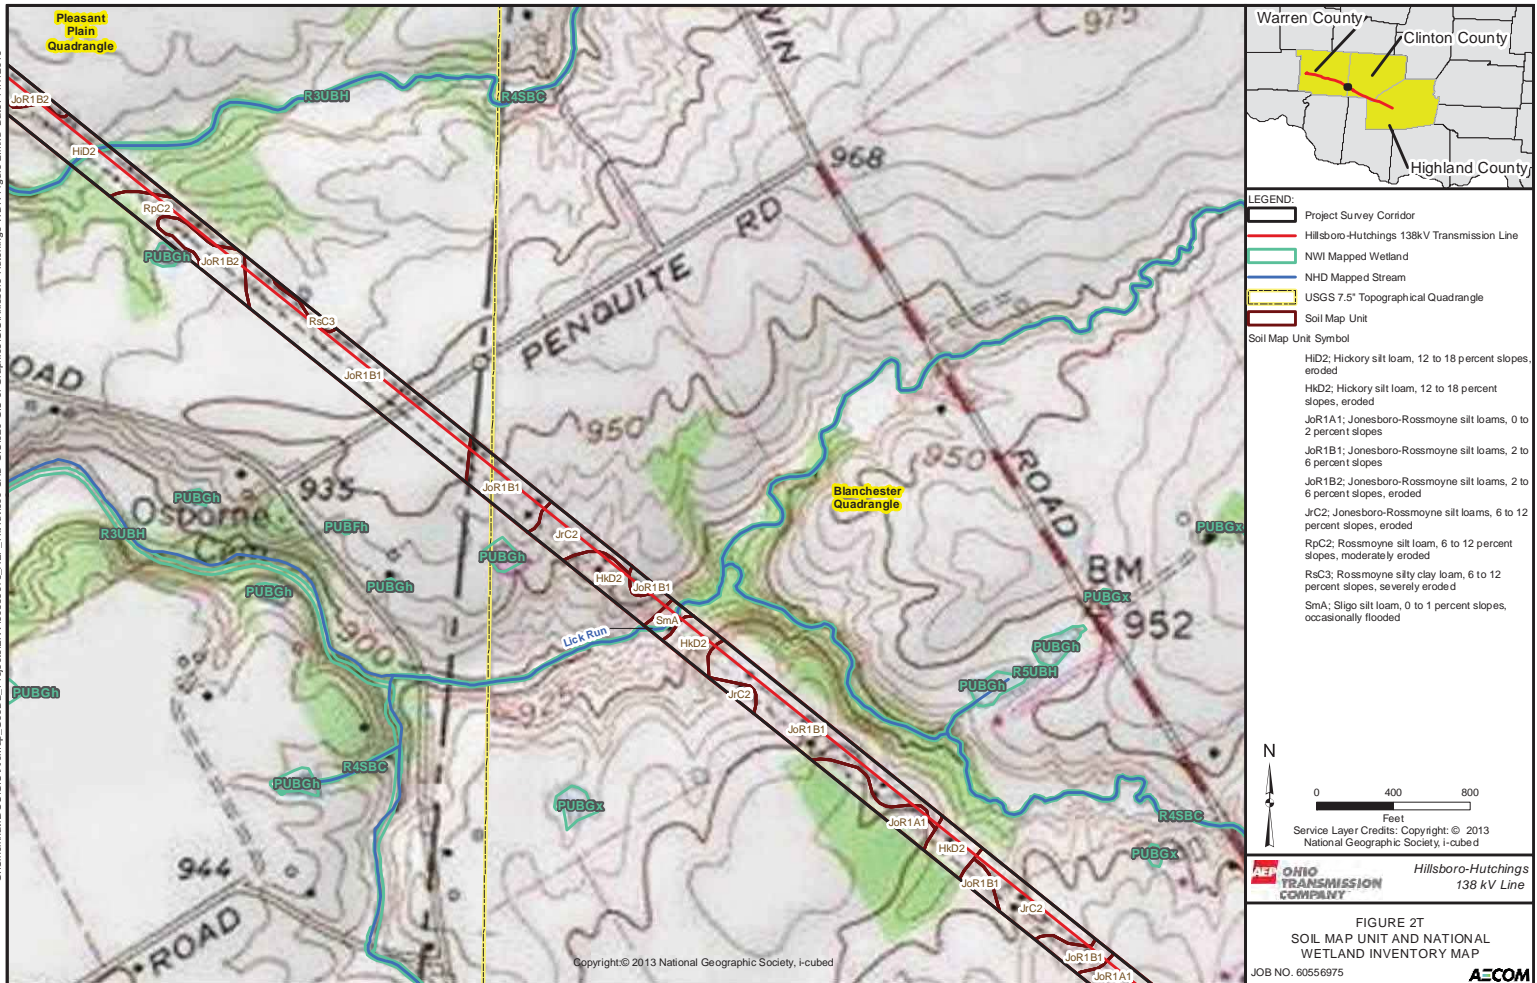 Pleasant
Plain
Quadrangle
JoR1B2
HiD2
R3UBH
R4SBC
VIN
975
968
RpC2
PUBGh
JoR1B2
RsC3
JoR1B1
PENQUITE RD
OAD
950
950
935
Osborne
PUBGh
R3UBH
PUBFh
PUBGh
PUBGh
PUBGh
900
JoR1B1
JrC2
PUBGh
HkD2
JoR1B1
SmA
Lick Run
HkD2
JrC2
925
JoR1B1
Blanchester
Quadrangle
ROAD
BM
PUBGx
PUBGx
952
PUBGh
R5UBH
PUBGh
R4SBC
PUBGh
PUBGx
JoR1A1
HkD2
JoR1B1
JrC2
JoR1B1
JoR1A1
R4SBC
PUBGx
944
ROAD
Copyright:© 2013 National Geographic Society, i-cubed
Warren County
Clinton County
Highland County
LEGEND:
Project Survey Corridor
Hillsboro-Hutchings 138kV Transmission Line
NWI Mapped Wetland
NHD Mapped Stream
USGS 7.5" Topographical Quadrangle
Soil Map Unit
Soil Map Unit Symbol
HiD2; Hickory silt loam, 12 to 18 percent slopes,
eroded
HkD2; Hickory silt loam, 12 to 18 percent
slopes, eroded
JoR1A1; Jonesboro-Rossmoyne silt loams, 0 to
2 percent slopes
JoR1B1; Jonesboro-Rossmoyne silt loams, 2 to
6 percent slopes
JoR1B2; Jonesboro-Rossmoyne silt loams, 2 to
6 percent slopes, eroded
JrC2; Jonesboro-Rossmoyne silt loams, 6 to 12
percent slopes, eroded
RpC2; Rossmoyne silt loam, 6 to 12 percent
slopes, moderately eroded
RsC3; Rossmoyne silty clay loam, 6 to 12
percent slopes, severely eroded
SmA; Sligo silt loam, 0 to 1 percent slopes,
occasionally flooded
N
0 400 800
Feet
Service Layer Credits: Copyright: © 2013
National Geographic Society, i-cubed
AEP OHIO
TRANSMISSION
COMPANY
Hillsboro-Hutchings
138 kV Line
FIGURE 2T
SOIL MAP UNIT AND NATIONAL
WETLAND INVENTORY MAP
JOB NO. 60556975
AECOM